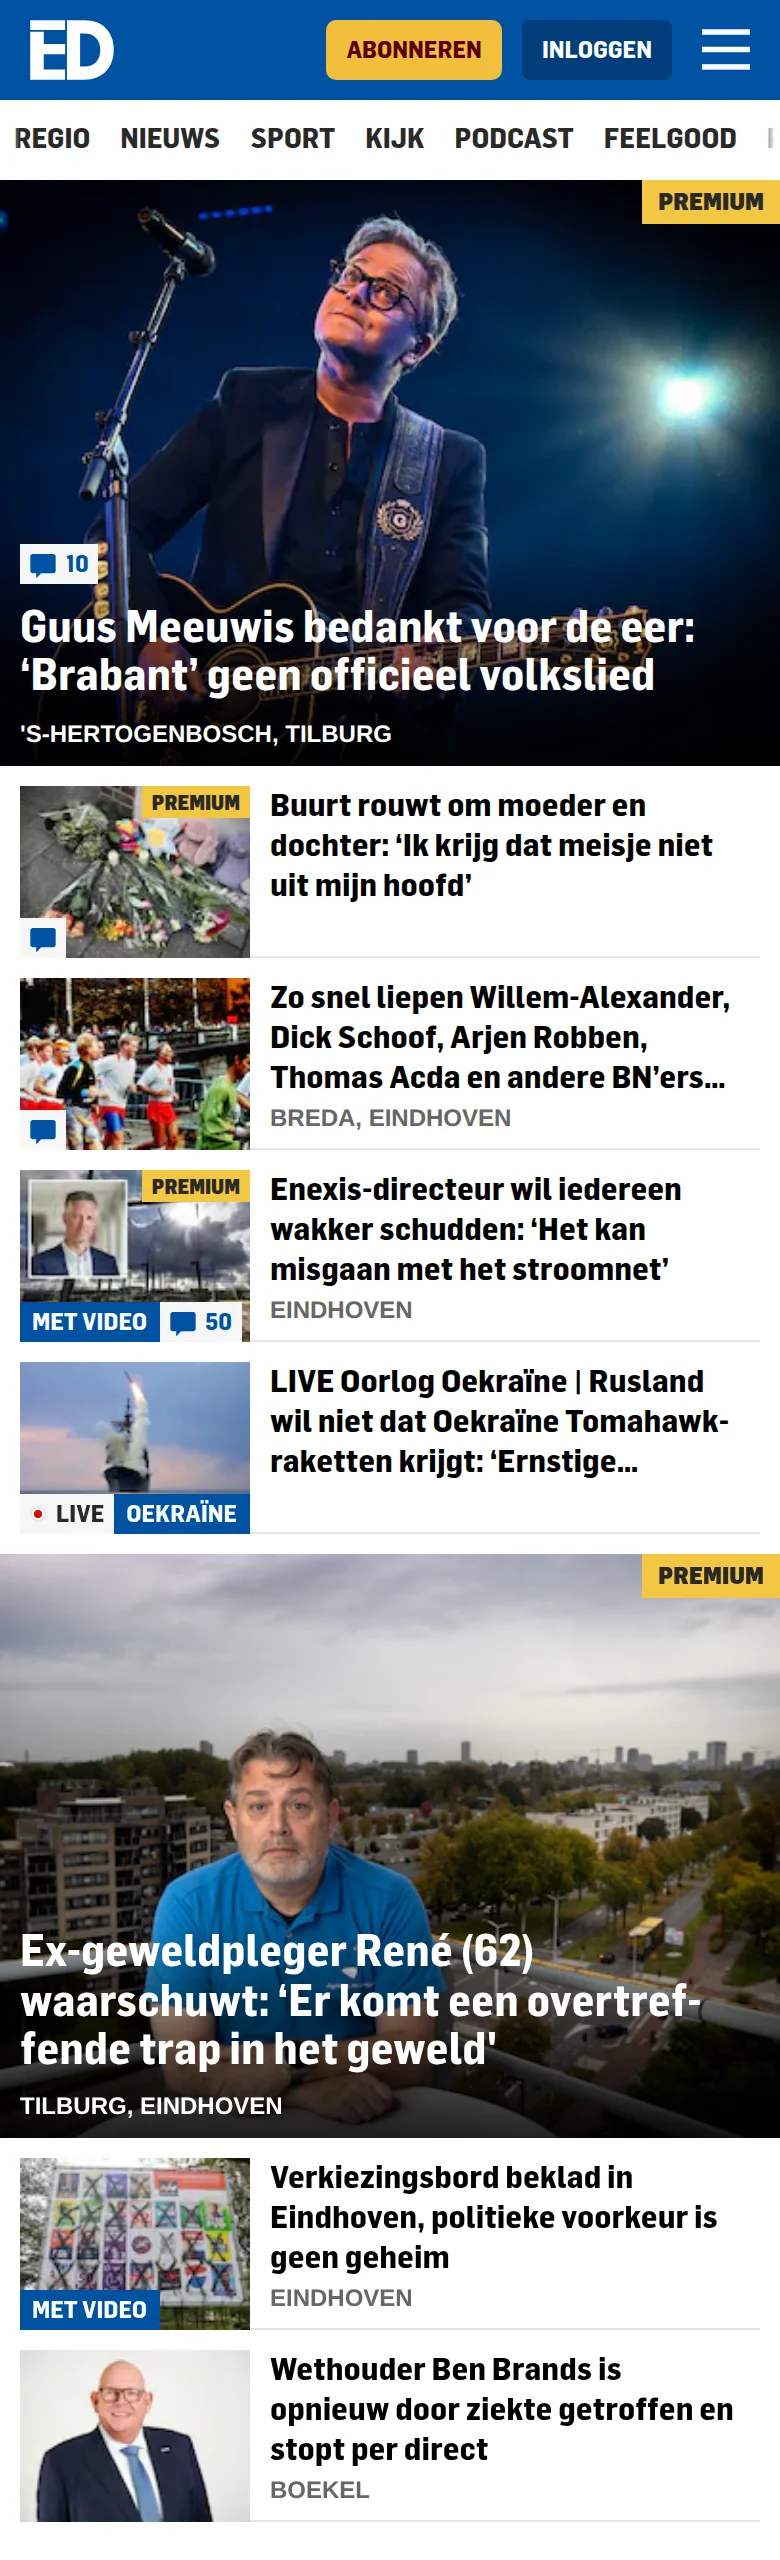 ED
ABONNEREN
INLOGGEN
REGIO NIEUWS SPORT KIJK PODCAST FEELGOOD
PREMIUM
10
Guus Meeuwis bedankt voor de eer:
‘Brabant’ geen officieel volkslied
'S-HERTOGENBOSCH, TILBURG
PREMIUM
Buurt rouwt om moeder en
dochter: ‘Ik krijg dat meisje niet
uit mijn hoofd’
Zo snel liepen Willem-Alexander,
Dick Schoof, Arjen Robben,
Thomas Acda en andere BN’ers...
BREDA, EINDHOVEN
PREMIUM
MET VIDEO
50
Enexis-directeur wil iedereen
wakker schudden: ‘Het kan
misgaan met het stroomnet’
EINDHOVEN
LIVE
OEKRAÏNE
LIVE Oorlog Oekraïne | Rusland
wil niet dat Oekraïne Tomahawk-
raketten krijgt: ‘Ernstige...
PREMIUM
Ex-geweldpleger René (62)
waarschuwt: ‘Er komt een overtref-
fende trap in het geweld'
TILBURG, EINDHOVEN
MET VIDEO
Verkiezingsbord beklad in
Eindhoven, politieke voorkeur is
geen geheim
EINDHOVEN
Wethouder Ben Brands is
opnieuw door ziekte getroffen en
stopt per direct
BOEKEL